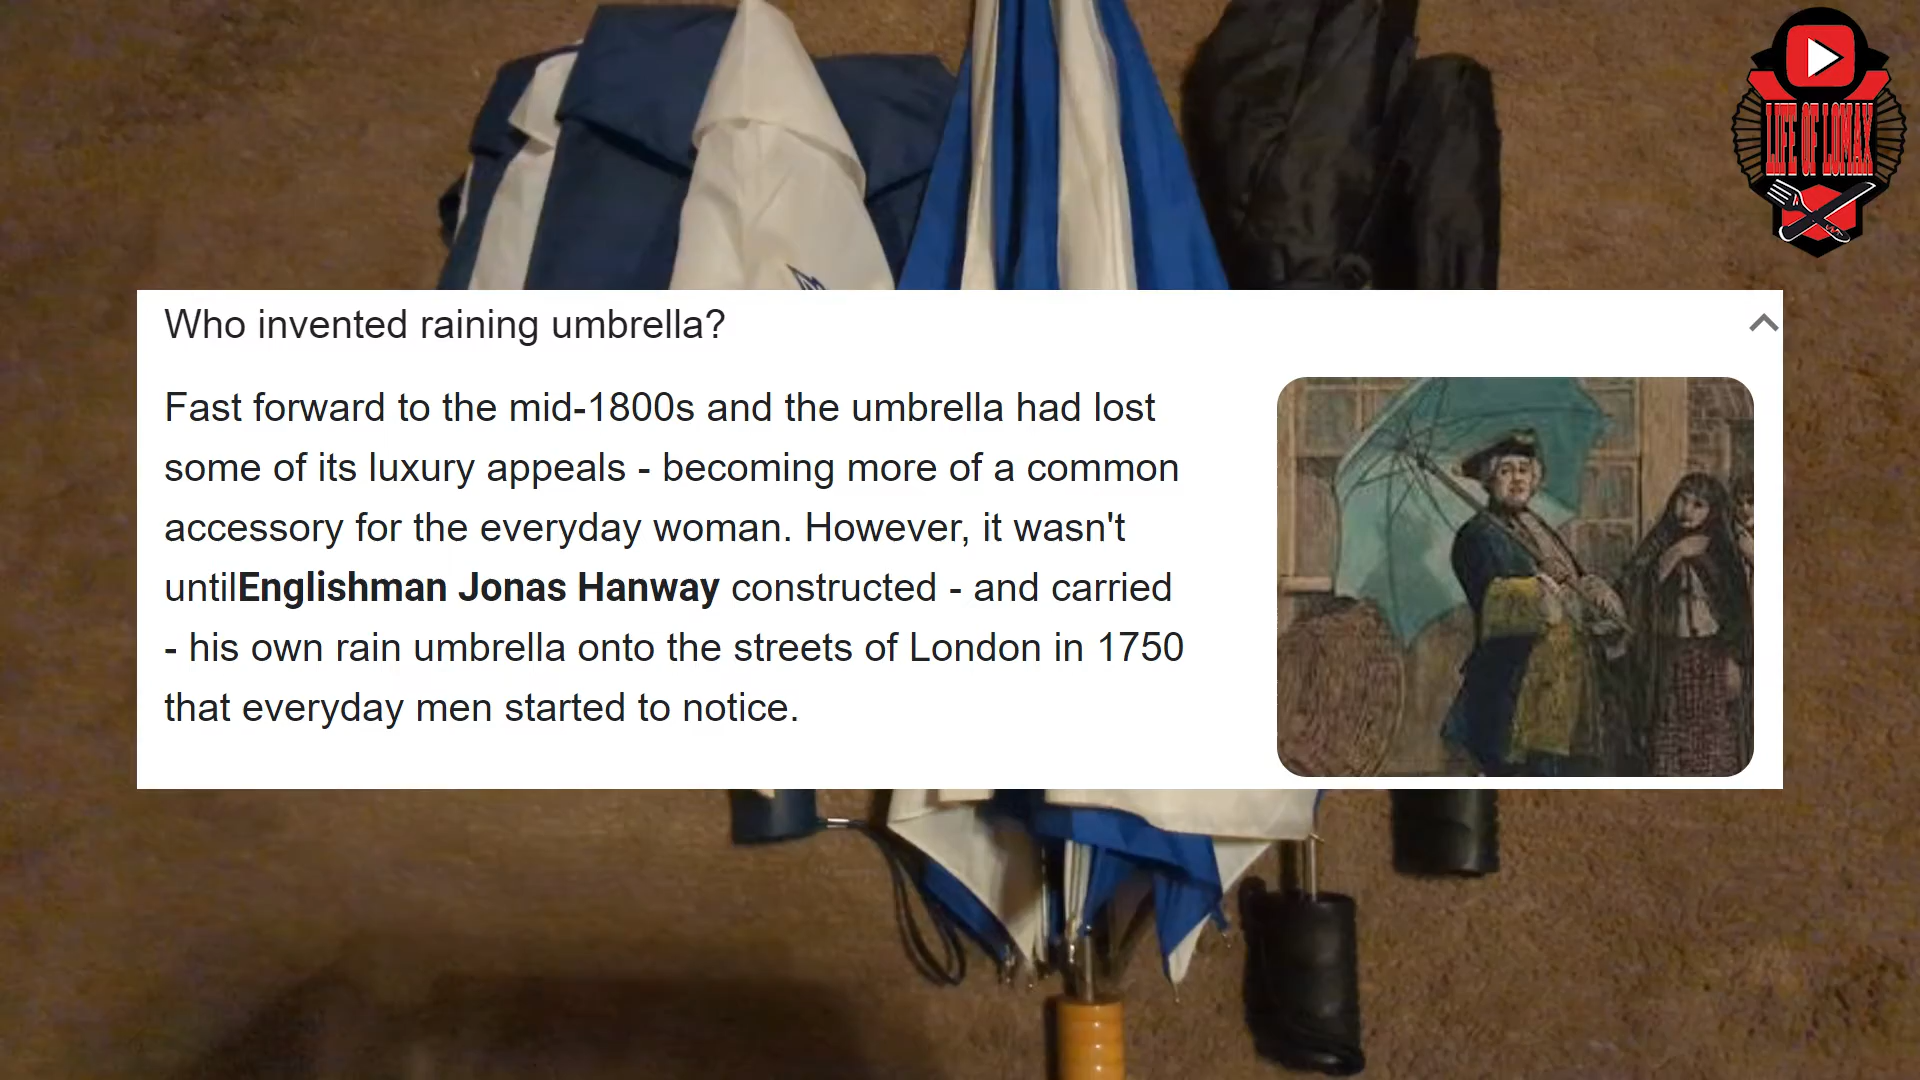 LIFE OF LOMAX
Who invented raining umbrella?
Fast forward to the mid-1800s and the umbrella had lost
some of its luxury appeals - becoming more of a common
accessory for the everyday woman. However, it wasn't
untilEnglishman Jonas Hanway constructed - and carried
- his own rain umbrella onto the streets of London in 1750
that everyday men started to notice.